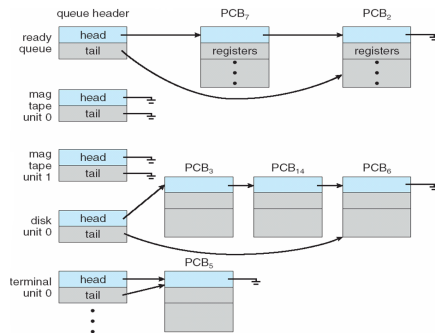 queue header
PCB7
PCB2
ready
queue
head
tail
registers
registers
mag
tape
unit 0
head
tail
mag
tape
unit 1
head
tail
PCB3
PCB14
PCB6
disk
unit 0
head
tail
PCB5
terminal
unit 0
head
tail